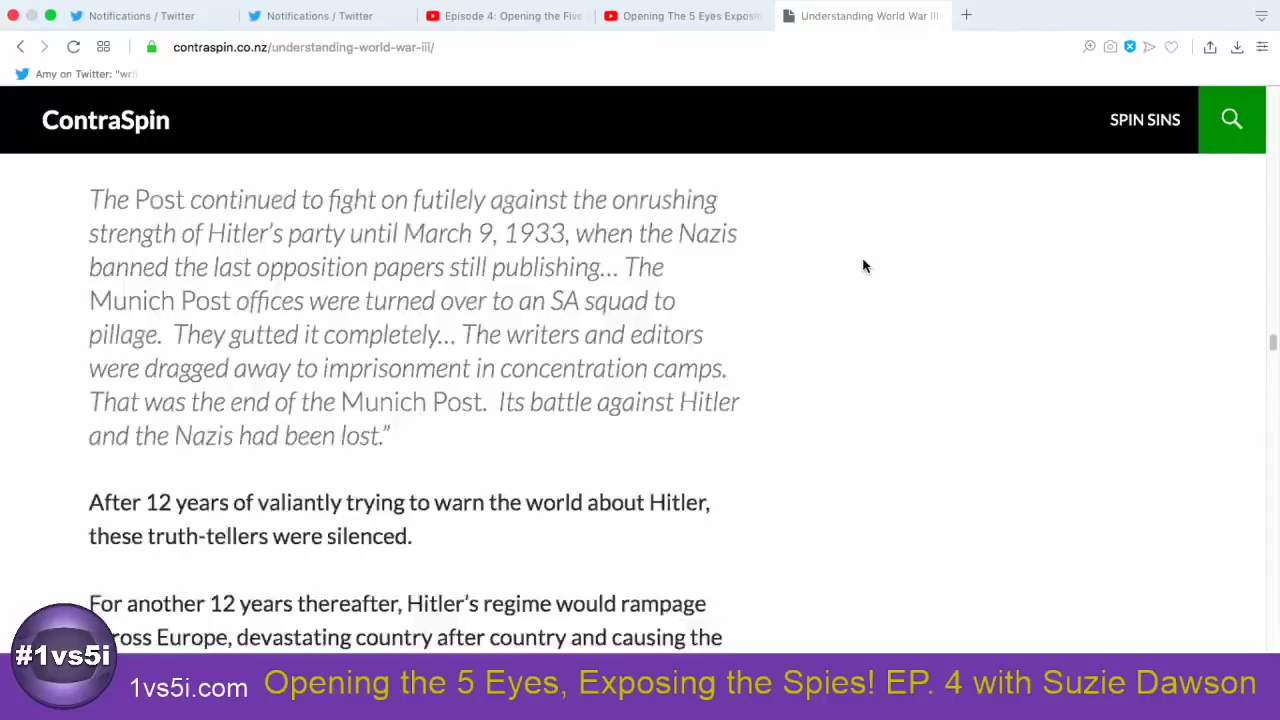 Notifications / Twitter
Notifications / Twitter
Episode 4: Opening the Five
Opening The 5 Eyes Exposi
Understanding World War III
contraspin.co.nz/understanding-world-war-iii/
Amy on Twitter: "wri
ContraSpin
SPIN SINS
The Post continued to fight on futilely against the onrushing
strength of Hitler's party until March 9, 1933, when the Nazis
banned the last opposition papers still publishing… The
Munich Post offices were turned over to an SA squad to
pillage. They gutted it completely… The writers and editors
were dragged away to imprisonment in concentration camps.
That was the end of the Munich Post. Its battle against Hitler
and the Nazis had been lost.”
After 12 years of valiantly trying to warn the world about Hitler,
these truth-tellers were silenced.
For another 12 years thereafter, Hitler's regime would rampage
cross Europe, devastating country after country and causing the
#1vs5i
1vs5i.com
Opening the 5 Eyes, Exposing the Spies! EP. 4 with Suzie Dawson